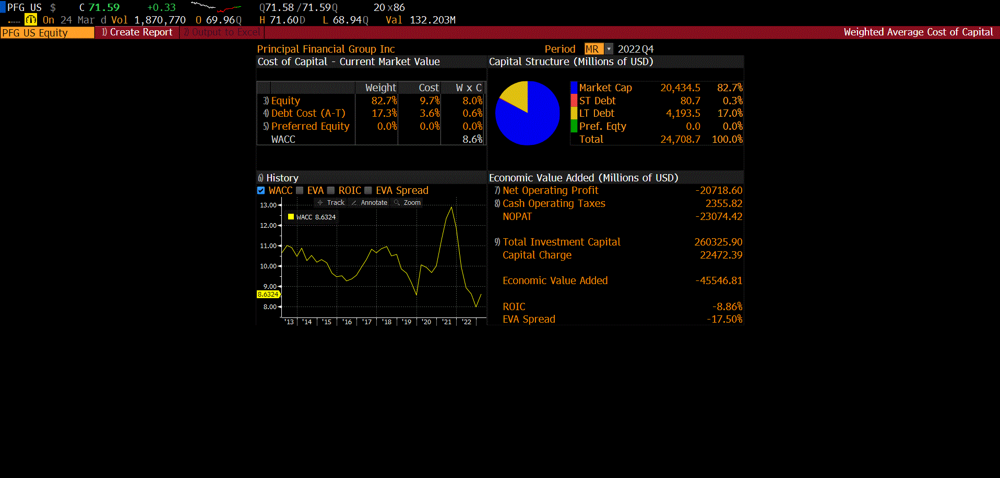 PFG US $ C 71.59 +0.33 Q71.58 /71.59Q 20 x86
On 24 Mar d Vol 1,870,770 O 69.96Q H 71.60D L 68.94Q Val 132.203M
PFG US Equity 1) Create Report 2) Output to Excel Weighted Average Cost of Capital
Principal Financial Group Inc Period MR 2022Q4
Cost of Capital - Current Market Value
Weight Cost W x C
3) Equity 82.7% 9.7% 8.0%
4) Debt Cost (A-T) 17.3% 3.6% 0.6%
5) Preferred Equity 0.0% 0.0% 0.0%
WACC 8.6%
Capital Structure (Millions of USD)
Market Cap 20,434.5 82.7%
ST Debt 80.7 0.3%
LT Debt 4,193.5 17.0%
Pref. Eqty 0.0 0.0%
Total 24,708.7 100.0%
6) History
WACC EVA ROIC EVA Spread
Track Annotate Zoom
WACC 8.6324
13.00
12.00
11.00
10.00
9.00
8.6324
8.00
'13 '14 '15 '16 '17 '18 '19 '20 '21 '22
Economic Value Added (Millions of USD)
7) Net Operating Profit -20718.60
8) Cash Operating Taxes 2355.82
NOPAT -23074.42
9) Total Investment Capital 260325.90
Capital Charge 22472.39
Economic Value Added -45546.81
ROIC -8.86%
EVA Spread -17.50%